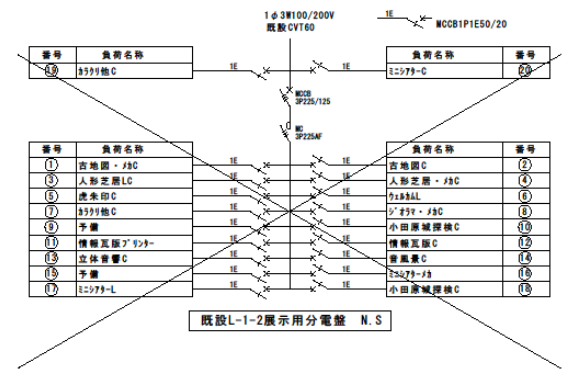 1φ3W100/200V
既設CVT60
1E
MCCB1P1E50/20
番号 負荷名称
⑲ カラクリ他C
1E
1E
負荷名称 番号
ミニシアターC ⑳
MCCB
3P225/125
MC
3P225AF
番号 負荷名称
負荷名称 番号
① 古地図・メカC 1E 1E 古地図C ②
③ 人形芝居LC 1E 1E 人形芝居・メカC ④
⑤ 虎朱印C 1E 1E ウェルカムL ⑥
⑦ カラクリ他C 1E 1E ジオラマ・メカC ⑧
⑨ 予備 1E 1E 小田原城探検C ⑩
⑪ 情報瓦版プリンター 1E 1E 情報瓦版C ⑫
⑬ 立体音響C 1E 1E 音風景C ⑭
⑮ 予備 1E 1E ミニシアターメカ ⑯
⑰ ミニシアターL 1E 1E 小田原城探検C ⑱
既設L-1-2展示用分電盤 N.S